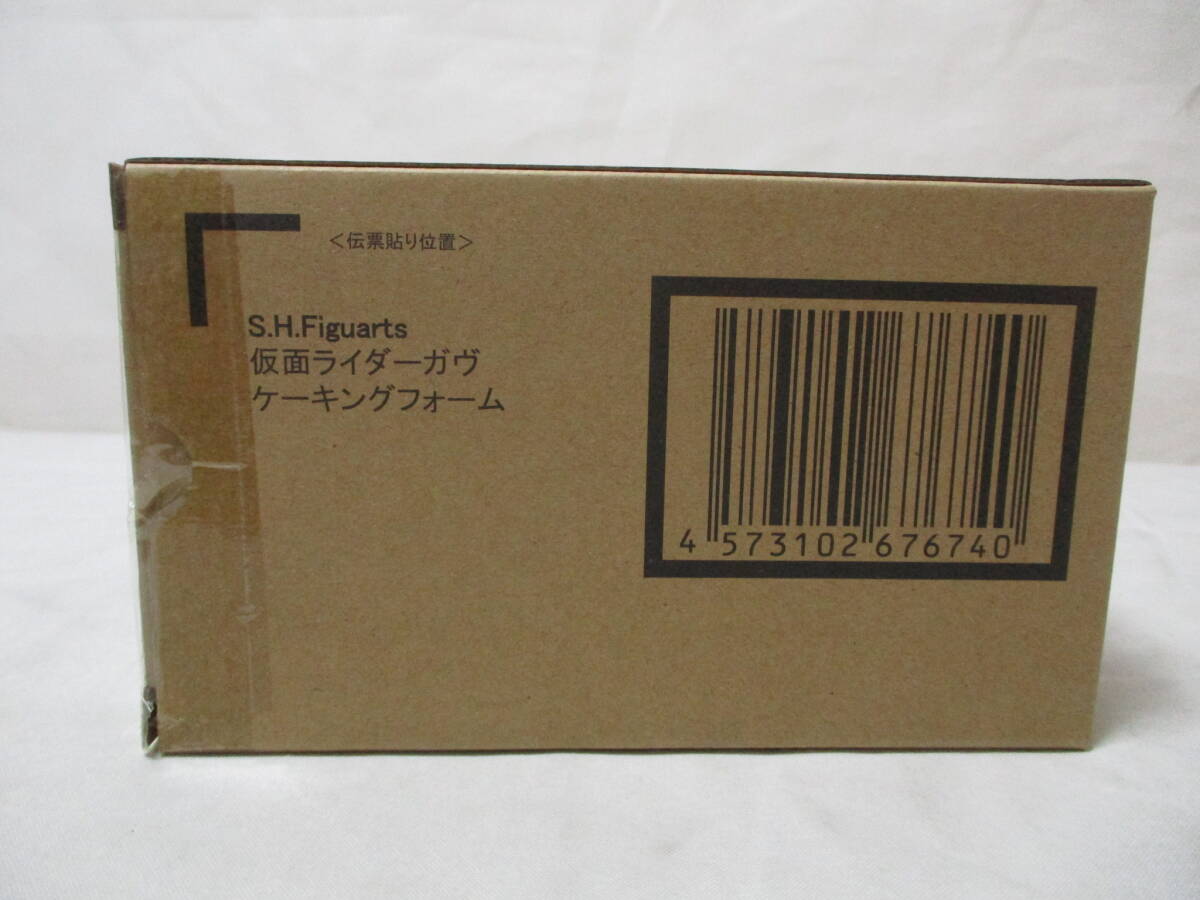 ＜伝票貼り位置＞
S.H.Figuarts
仮面ライダーガヴ
ケーキングフォーム
4 573102 676740